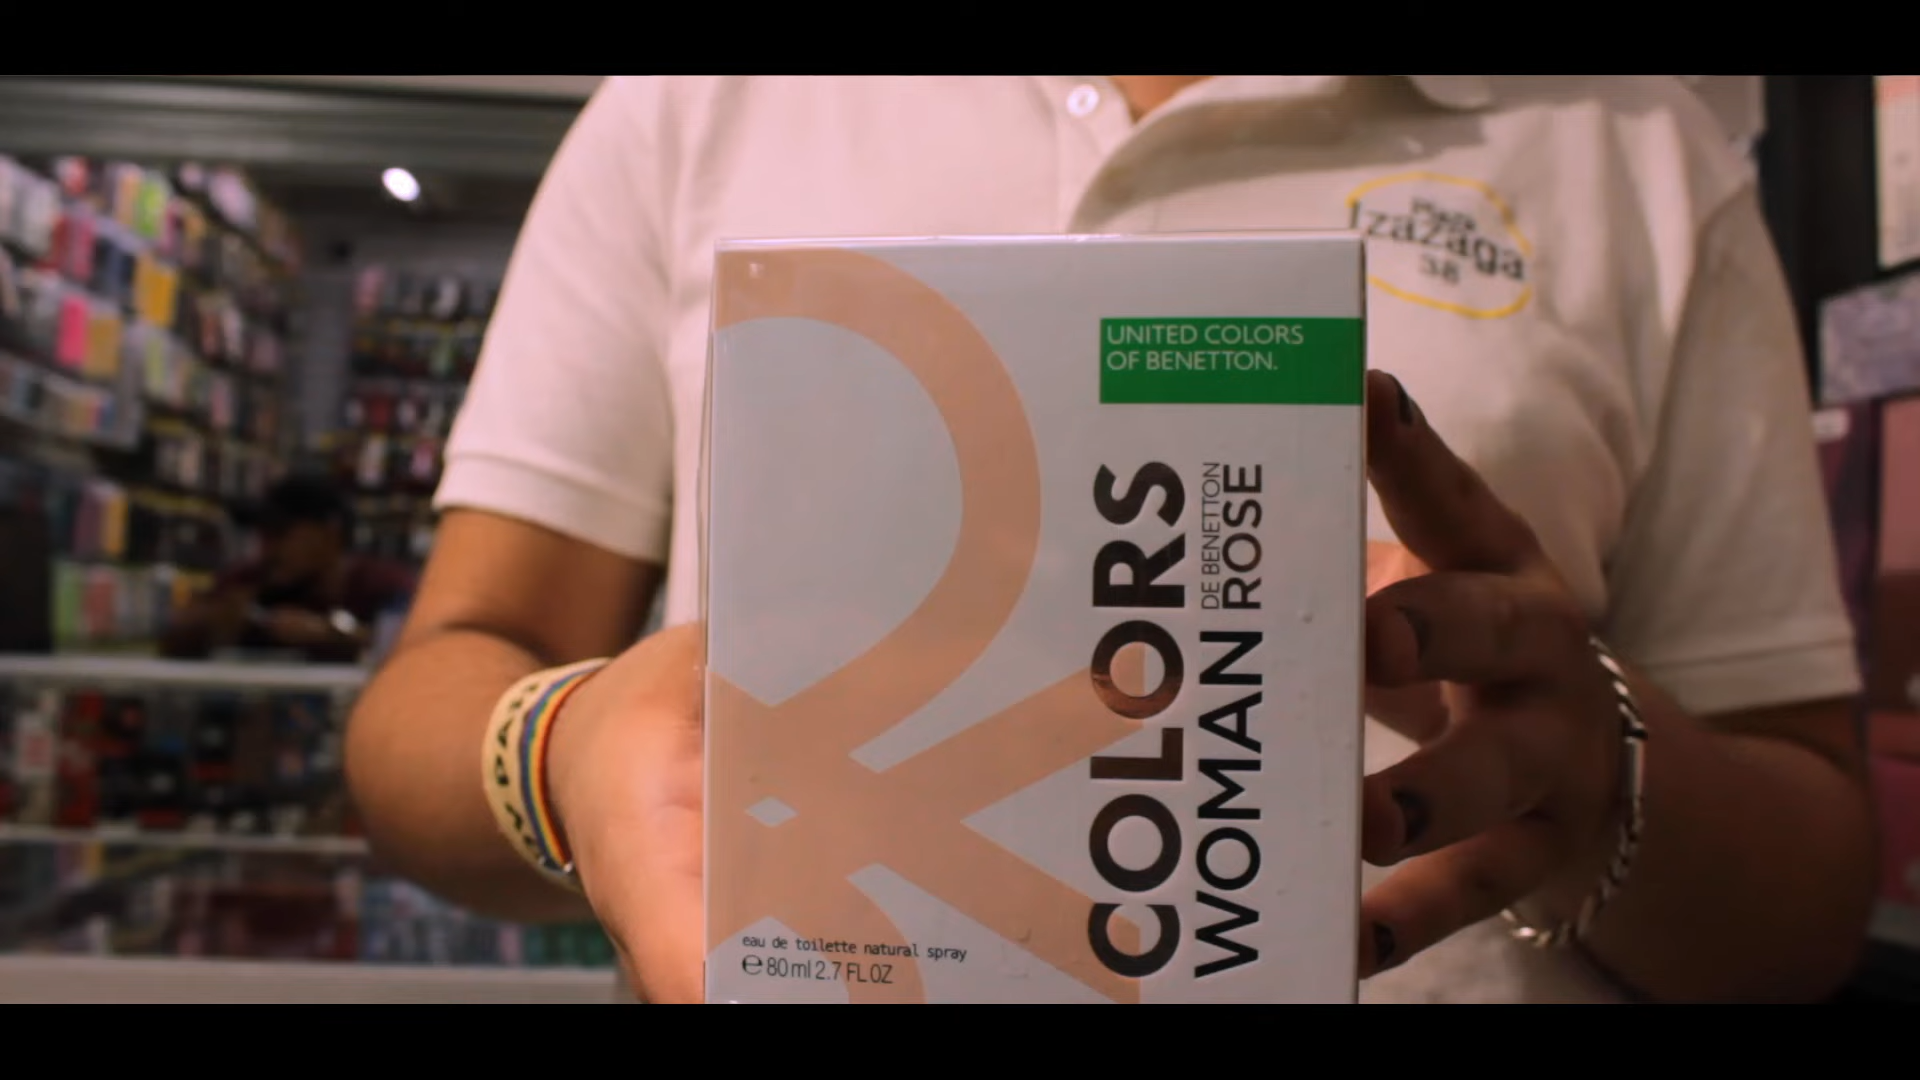 Plaza
Izazaga
38
UNITED COLORS
OF BENETTON.
COLORS
DE BENETTON
WOMAN ROSE
eau de toilette natural spray
℮ 80 ml 2.7 FL OZ